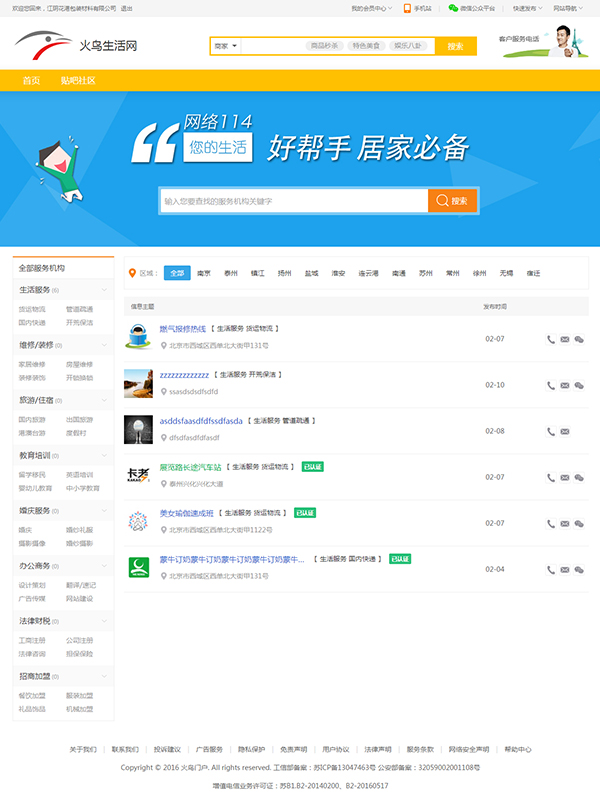 欢迎您回来，江阴花港包装材料有限公司 退出
我的会员中心 手机站 微信公众平台 快速发布 网站导航
火鸟生活网
商家 商品秒杀 特色美食 娱乐八卦 搜索
客户服务电话
首页 贴吧社区
网络114
您的生活 好帮手 居家必备
输入您要查找的服务机构关键字 搜索
全部服务机构
生活服务 (6)
货运物流 管道疏通
国内快递 开荒保洁
维修/装修 (0)
家居维修 房屋维修
装修装饰 开锁换锁
旅游/住宿 (0)
国内旅游 出国旅游
港澳台游 度假村
教育培训 (0)
留学移民 英语培训
婴幼儿教育 中小学教育
婚庆服务 (0)
婚庆 婚纱礼服
摄影摄像 婚纱摄影
办公商务 (0)
设计策划 翻译/速记
广告传媒 网站建设
法律财税 (0)
工商注册 公司注册
法律咨询 担保保险
招商加盟 (0)
餐饮加盟 服装加盟
礼品饰品 机械加盟
区域： 全部 南京 泰州 镇江 扬州 盐城 淮安 连云港 南通 苏州 常州 徐州 无锡 宿迁
信息主题 发布时间
燃气报修热线 【 生活服务 货运物流 】
北京市西城区西单北大街甲131号
02-07
zzzzzzzzzzzzz 【 生活服务 开荒保洁 】
ssasdsdsdfsdfd
02-10
asddsfaasdfdfssdfasda 【 生活服务 管道疏通 】
dfsdfasdfdfasdf
02-08
卡老
KARAO
展览路长途汽车站 【 生活服务 货运物流 】 已认证
泰州兴化兴化大道
02-07
美女瑜伽速成班 【 生活服务 货运物流 】 已认证
北京市西城区西单北大街甲1122号
02-07
蒙牛订奶蒙牛订奶蒙牛订奶蒙牛订奶蒙牛... 【 生活服务 国内快递 】 已认证
北京市西城区西单北大街甲131号
02-04
关于我们 联系我们 投诉建议 广告服务 隐私保护 免责声明 用户协议 法律声明 服务条款 网络安全声明 帮助中心
Copyright © 2016 火鸟门户. All rights reserved. 工信部备案：苏ICP备13047463号 公安部备案：32059002001108号
增值电信业务许可证：苏B1.B2-20140200、B2-20160517